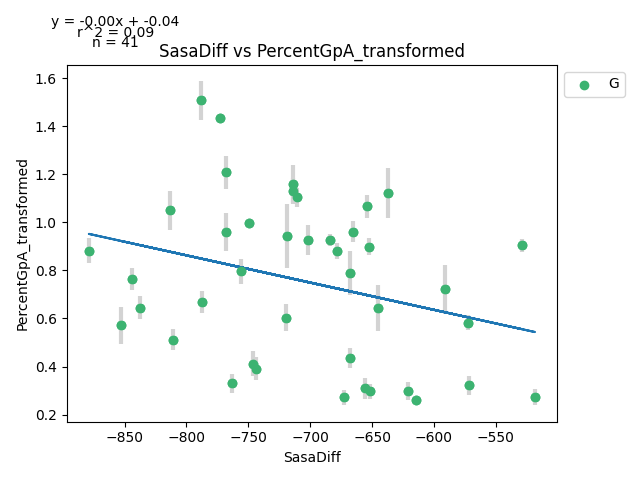 y = -0.00x + -0.04
r^2 = 0.09
n = 41
SasaDiff vs PercentGpA_transformed
G
1.6
1.4
1.2
1.0
0.8
0.6
0.4
0.2
PercentGpA_transformed
−850 −800 −750 −700 −650 −600 −550
SasaDiff